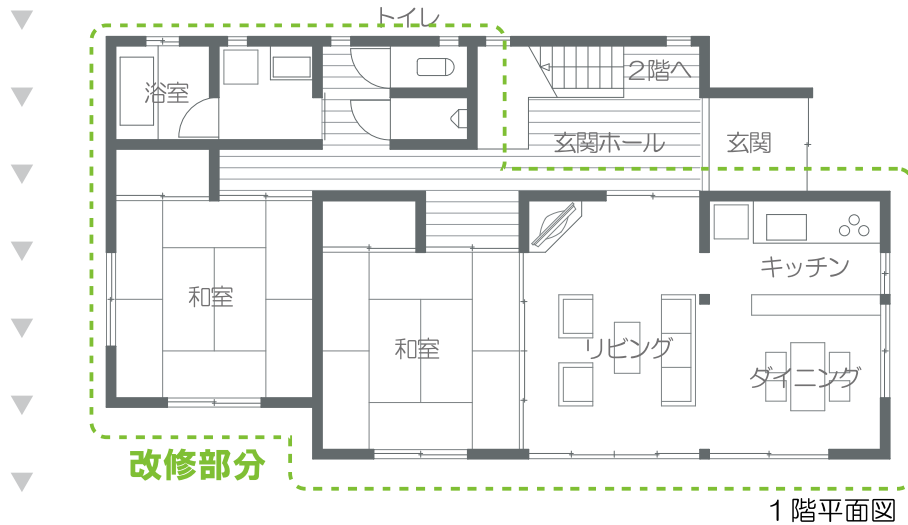 トイレ
浴室
2階へ
玄関ホール
玄関
キッチン
和室
和室
リビング
ダイニング
改修部分
1階平面図